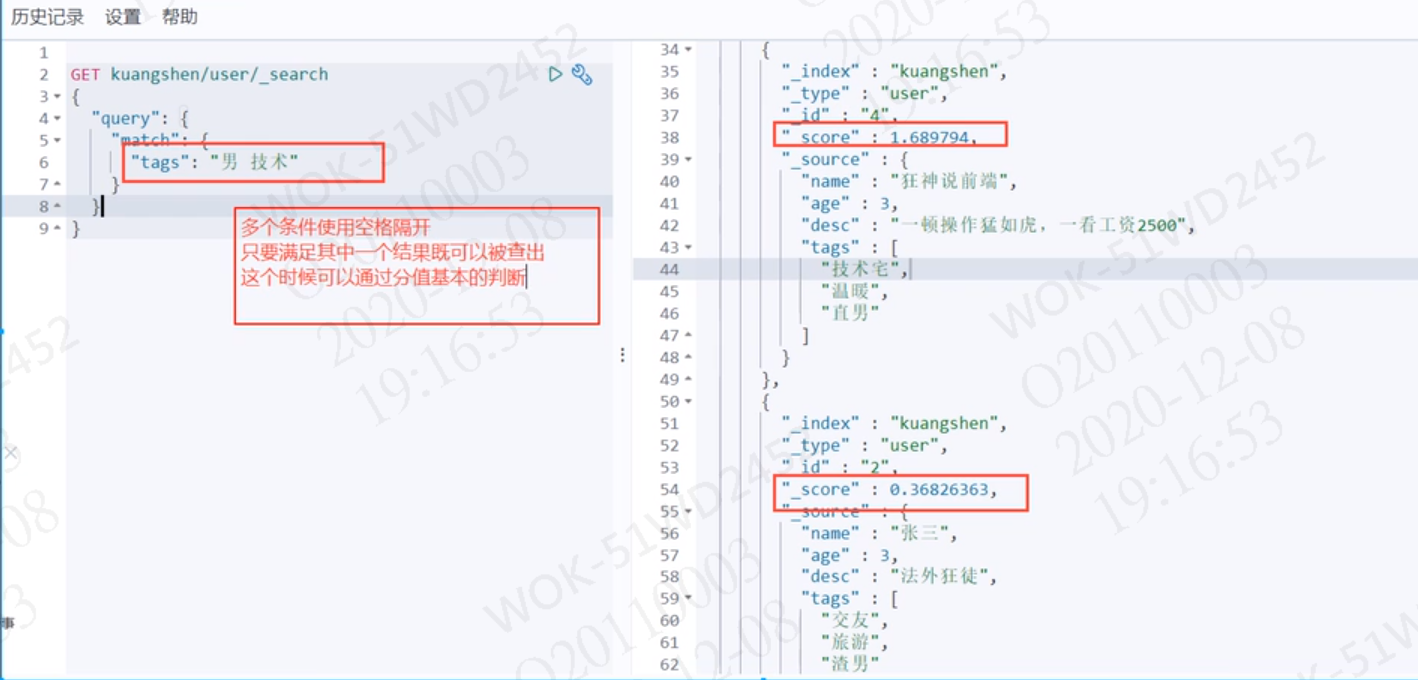 历史记录 设置 帮助
1
2 GET kuangshen/user/_search
3 {
4 "query": {
5 "match": {
6 "tags": "男 技术"
7 }
8 }
9 }
多个条件使用空格隔开
只要满足其中一个结果既可以被查出
这个时候可以通过分值基本的判断
34 {
35 "_index" : "kuangshen",
36 "_type" : "user",
37 "_id" : "4",
38 "_score" : 1.689794,
39 "_source" : {
40 "name" : "狂神说前端",
41 "age" : 3,
42 "desc" : "一顿操作猛如虎，一看工资2500",
43 "tags" : [
44 "技术宅",
45 "温暖",
46 "直男"
47 ]
48 }
49 },
50 {
51 "_index" : "kuangshen",
52 "_type" : "user",
53 "_id" : "2",
54 "_score" : 0.36826363,
55 "_source" : {
56 "name" : "张三",
57 "age" : 3,
58 "desc" : "法外狂徒",
59 "tags" : [
60 "交友",
61 "旅游",
62 "渣男"
WOK-51WD2452
O20110003
2020-12-08
19:16:53